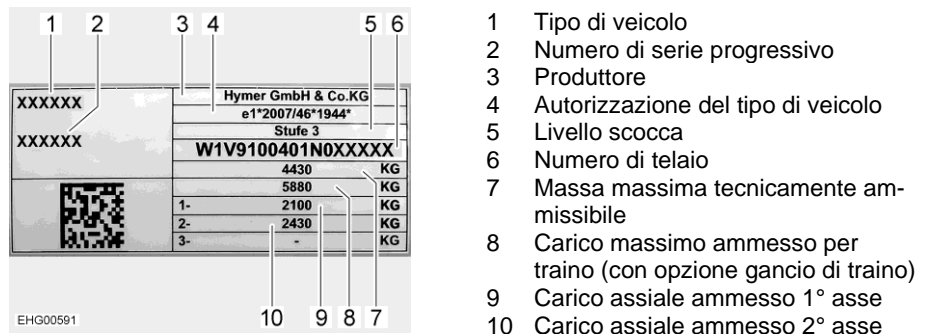 1 2 3 4 5 6
XXXXXX
XXXXXX
Hymer GmbH & Co.KG
e1*2007/46*1944*
Stufe 3
W1V9100401N0XXXXX
4430 KG
5880 KG
1- 2100 KG
2- 2430 KG
3- - KG
EHG00591
10 9 8 7
1 Tipo di veicolo
2 Numero di serie progressivo
3 Produttore
4 Autorizzazione del tipo di veicolo
5 Livello scocca
6 Numero di telaio
7 Massa massima tecnicamente am-
missibile
8 Carico massimo ammesso per
traino (con opzione gancio di traino)
9 Carico assiale ammesso 1° asse
10 Carico assiale ammesso 2° asse